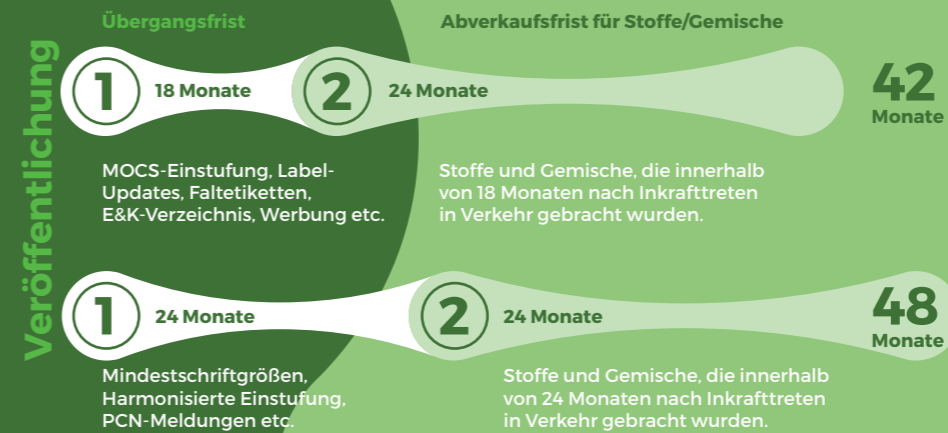 Veröffentlichung
Übergangsfrist
Abverkaufsfrist für Stoffe/Gemische
1
18 Monate
2
24 Monate
42
Monate
MOCS-Einstufung, Label-
Updates, Faltetiketten,
E&K-Verzeichnis, Werbung etc.
Stoffe und Gemische, die innerhalb
von 18 Monaten nach Inkrafttreten
in Verkehr gebracht wurden.
1
24 Monate
2
24 Monate
48
Monate
Mindestschriftgrößen,
Harmonisierte Einstufung,
PCN-Meldungen etc.
Stoffe und Gemische, die innerhalb
von 24 Monaten nach Inkrafttreten
in Verkehr gebracht wurden.